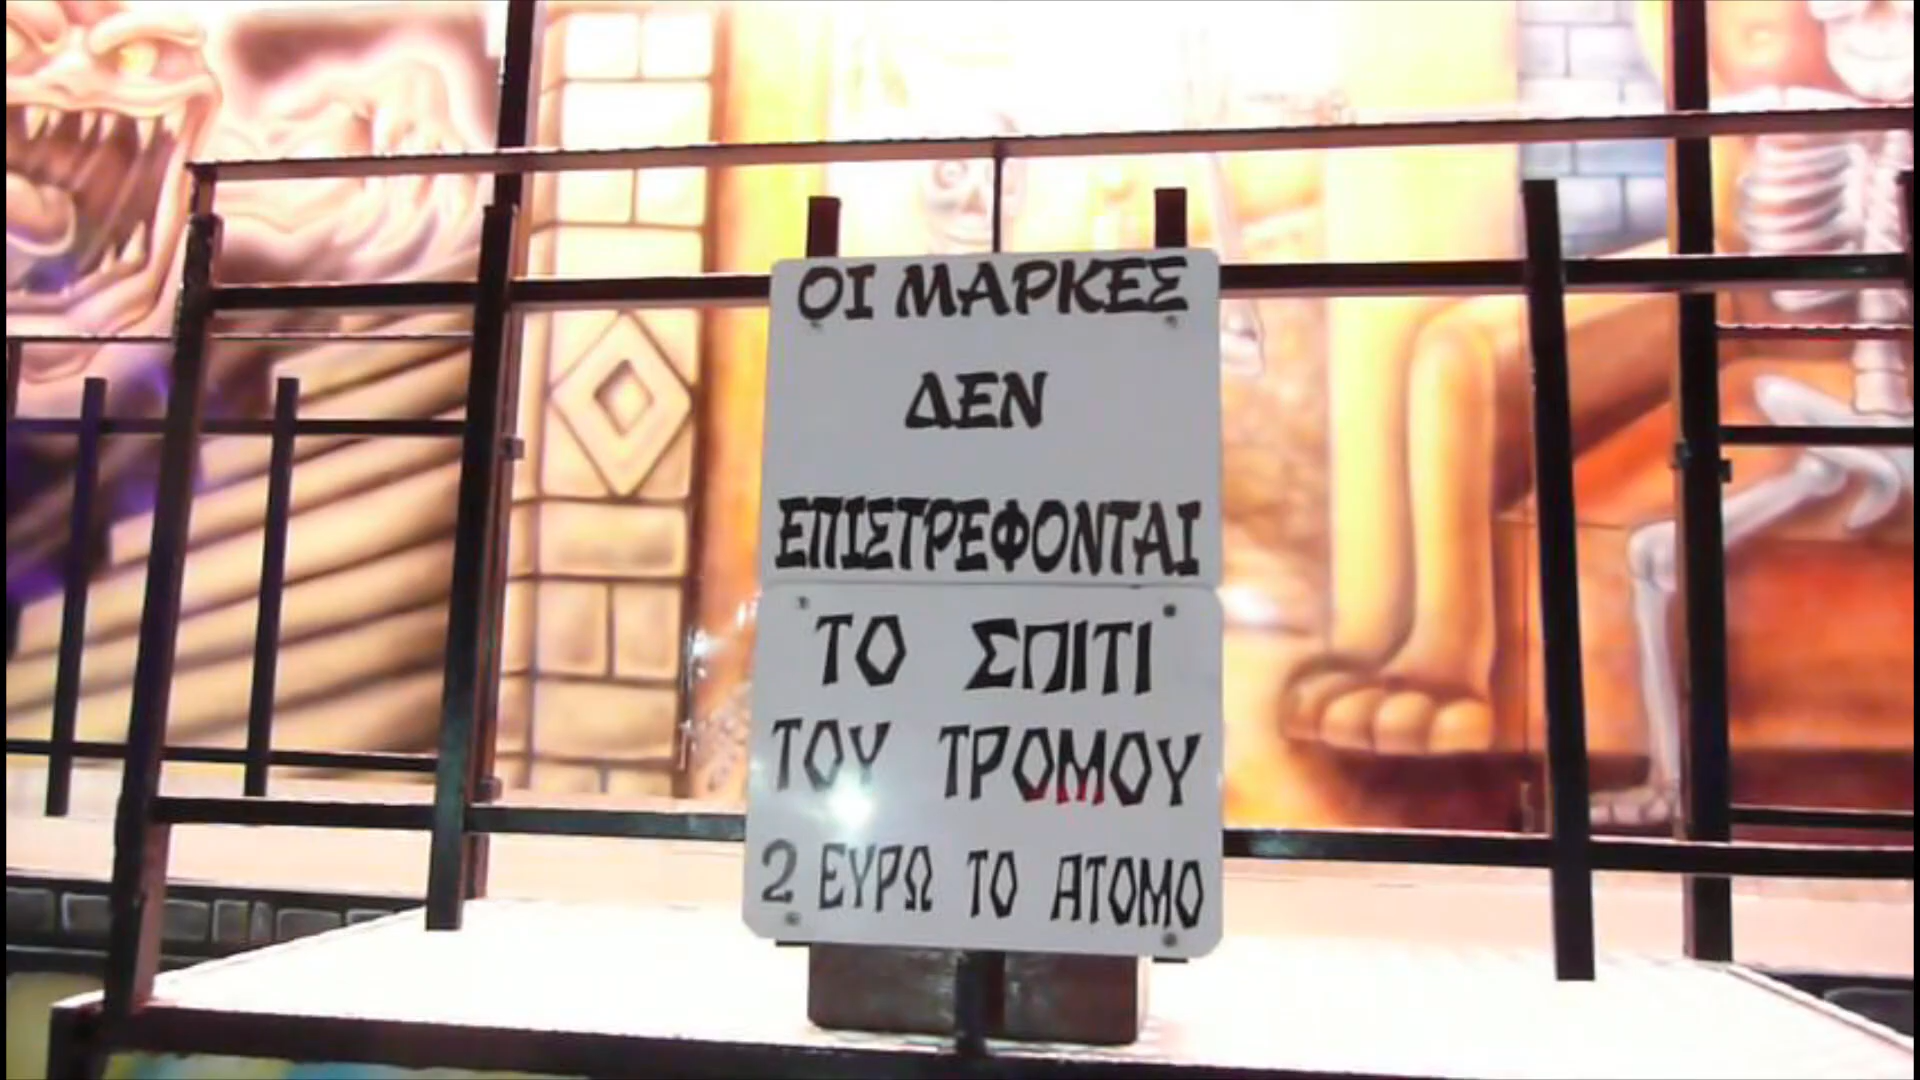 ΟΙ ΜΑΡΚΕΣ
ΔΕΝ
ΕΠΙΣΤΡΕΦΟΝΤΑΙ
ΤΟ ΣΠΙΤΙ
ΤΟΥ ΤΡΟΜΟΥ
2 ΕΥΡΩ ΤΟ ΑΤΟΜΟ